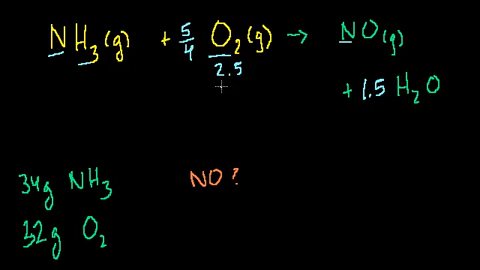 NH₃(g) + 5/4 O₂(g) → NO(g)
2.5
+ 1.5 H₂O
34g NH₃ NO?
32g O₂